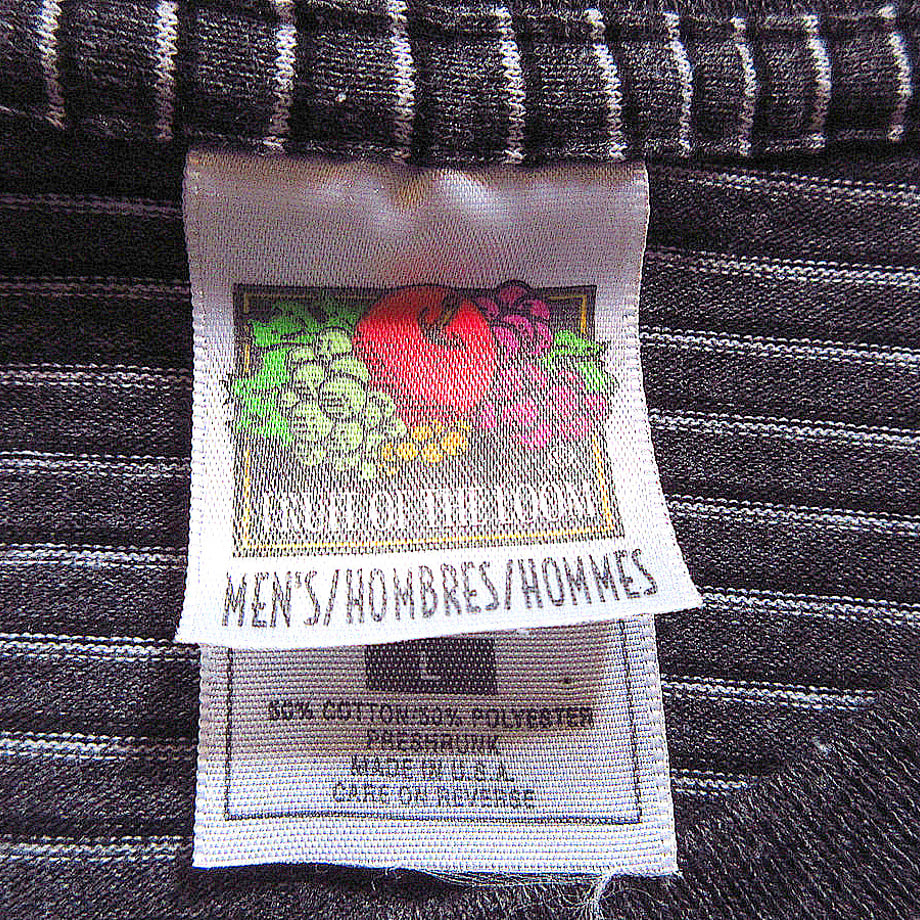 FRUIT OF THE LOOM
MEN'S/HOMBRES/HOMMES
L
50% COTTON-50% POLYESTER
PRESHRUNK
MADE IN U.S.A.
CARE ON REVERSE